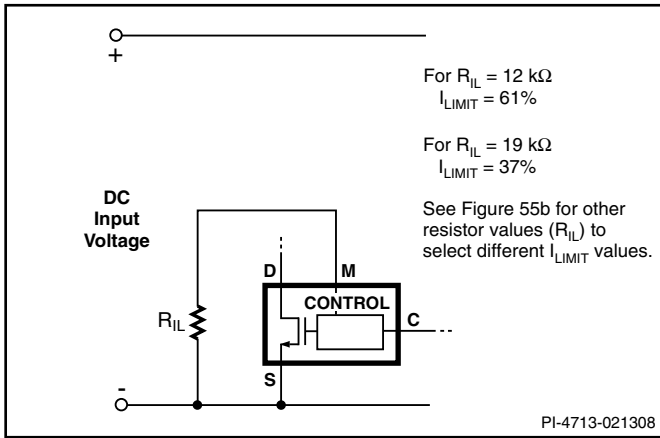 +
For R_IL = 12 kΩ
I_LIMIT = 61%
For R_IL = 19 kΩ
I_LIMIT = 37%
See Figure 55b for other
resistor values (R_IL) to
select different I_LIMIT values.
DC
Input
Voltage
D M
CONTROL
C
R_IL
S
-
PI-4713-021308